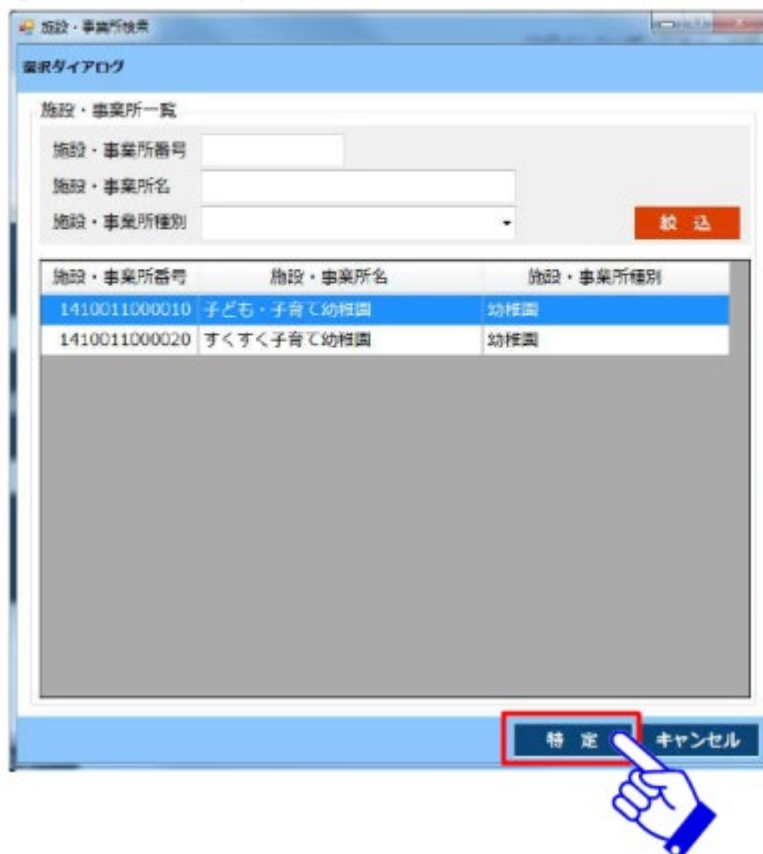 施設・事業所検索
選択ダイアログ
施設・事業所一覧
施設・事業所番号
施設・事業所名
施設・事業所種別
絞 込
施設・事業所番号 施設・事業所名 施設・事業所種別
1410011000010 子ども・子育て幼稚園 幼稚園
1410011000020 すくすく子育て幼稚園 幼稚園
特 定 キャンセル